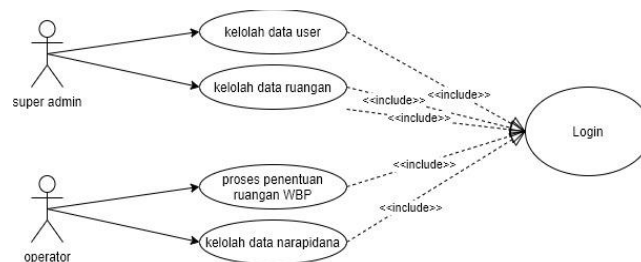 kelolah data user
super admin
kelolah data ruangan
<<include>>
<<include>>
<<include>>
Login
<<include>>
<<include>>
proses penentuan
ruangan WBP
kelolah data narapidana
operator